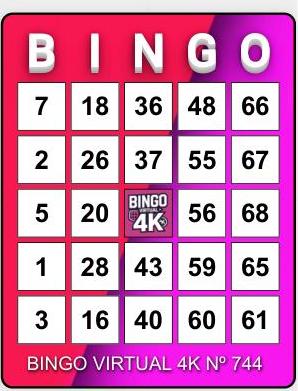 BINGO
7 18 36 48 66
2 26 37 55 67
5 20 BINGO VIRTUAL 4K 56 68
1 28 43 59 65
3 16 40 60 61
BINGO VIRTUAL 4K Nº 744